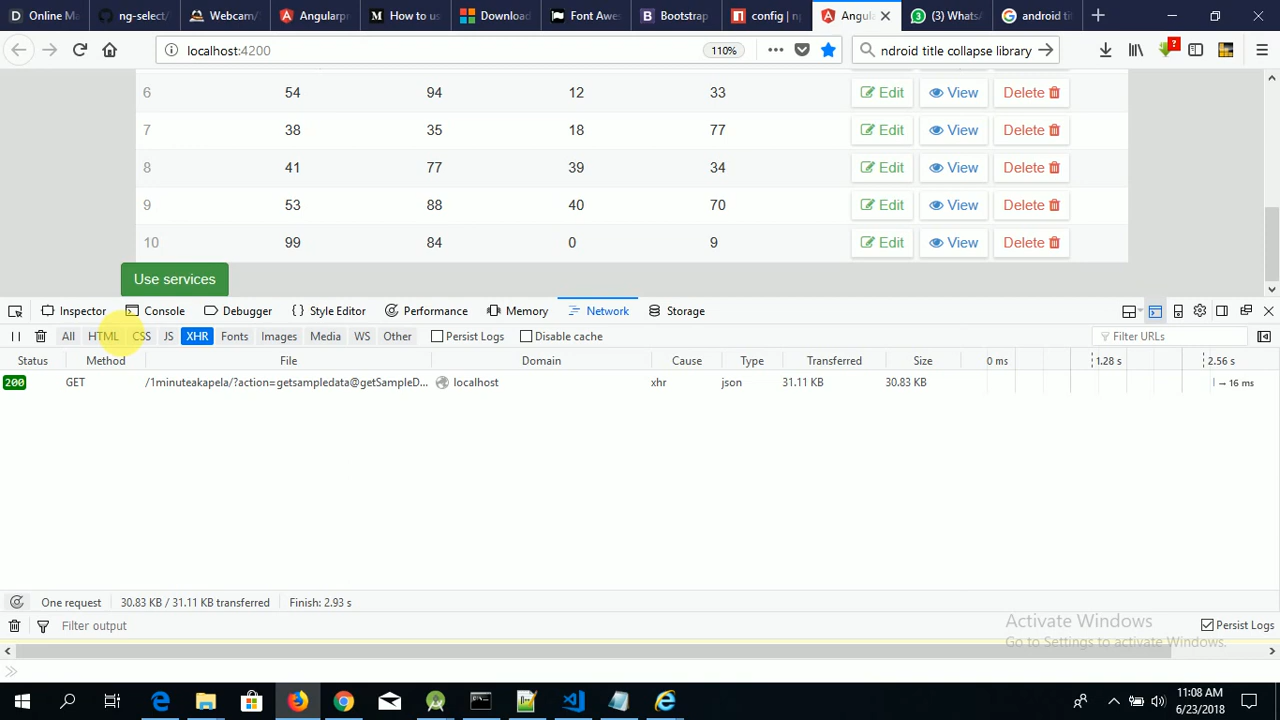 Online Ma
ng-select/
Webcam/
Angularpr
How to us
Download
Font Awe
Bootstrap
config | n
Angula
(3) Whats
android tit
localhost:4200
110%
ndroid title collapse library
6 54 94 12 33 Edit View Delete
7 38 35 18 77 Edit View Delete
8 41 77 39 34 Edit View Delete
9 53 88 40 70 Edit View Delete
10 99 84 0 9 Edit View Delete
Use services
Inspector Console Debugger Style Editor Performance Memory Network Storage
All HTML CSS JS XHR Fonts Images Media WS Other Persist Logs Disable cache Filter URLs
Status Method File Domain Cause Type Transferred Size 0 ms 1.28 s 2.56 s
200 GET /1minuteakapela/?action=getsampledata@getSampleD... localhost xhr json 31.11 KB 30.83 KB → 16 ms
One request 30.83 KB / 31.11 KB transferred Finish: 2.93 s
Filter output Persist Logs
Activate Windows
Go to Settings to activate Windows.
11:08 AM
6/23/2018